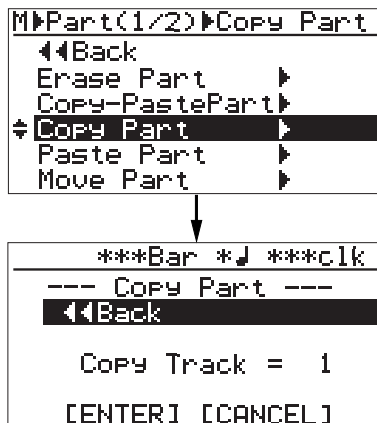 M▶Part(1/2)▶Copy Part
◀◀Back
Erase Part ▶
Copy-PastePart▶
Copy Part ▶
Paste Part ▶
Move Part ▶
***Bar *♩ ***clk
--- Copy Part ---
◀◀Back
Copy Track = 1
[ENTER] [CANCEL]